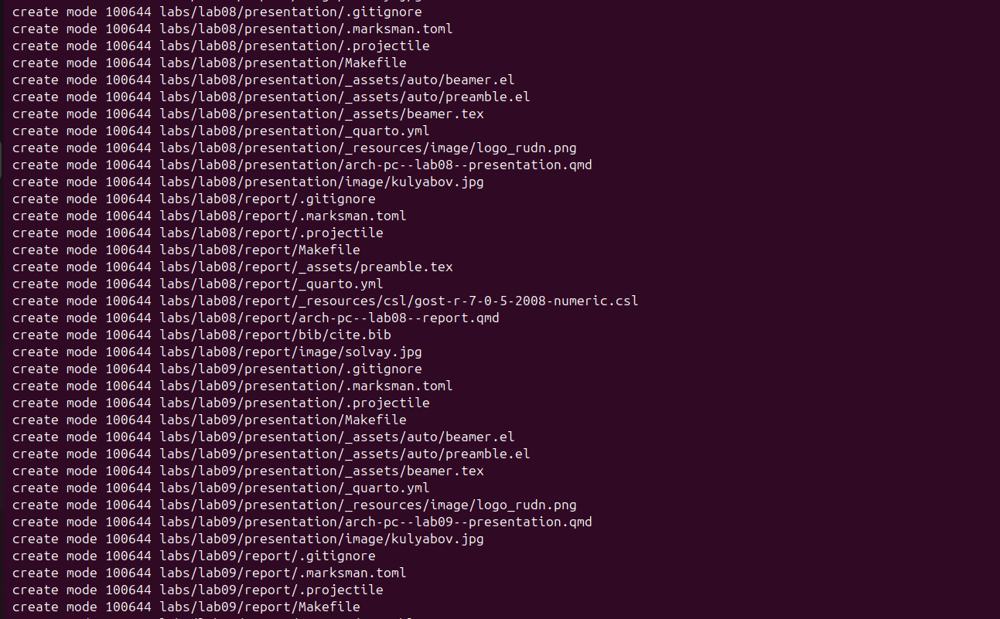 create mode 100644 labs/lab08/presentation/.gitignore
create mode 100644 labs/lab08/presentation/.marksman.toml
create mode 100644 labs/lab08/presentation/.projectile
create mode 100644 labs/lab08/presentation/Makefile
create mode 100644 labs/lab08/presentation/_assets/auto/beamer.el
create mode 100644 labs/lab08/presentation/_assets/auto/preamble.el
create mode 100644 labs/lab08/presentation/_assets/beamer.tex
create mode 100644 labs/lab08/presentation/_quarto.yml
create mode 100644 labs/lab08/presentation/_resources/image/logo_rudn.png
create mode 100644 labs/lab08/presentation/arch-pc--lab08--presentation.qmd
create mode 100644 labs/lab08/presentation/image/kulyabov.jpg
create mode 100644 labs/lab08/report/.gitignore
create mode 100644 labs/lab08/report/.marksman.toml
create mode 100644 labs/lab08/report/.projectile
create mode 100644 labs/lab08/report/Makefile
create mode 100644 labs/lab08/report/_assets/preamble.tex
create mode 100644 labs/lab08/report/_quarto.yml
create mode 100644 labs/lab08/report/_resources/csl/gost-r-7-0-5-2008-numeric.csl
create mode 100644 labs/lab08/report/arch-pc--lab08--report.qmd
create mode 100644 labs/lab08/report/bib/cite.bib
create mode 100644 labs/lab08/report/image/solvay.jpg
create mode 100644 labs/lab09/presentation/.gitignore
create mode 100644 labs/lab09/presentation/.marksman.toml
create mode 100644 labs/lab09/presentation/.projectile
create mode 100644 labs/lab09/presentation/Makefile
create mode 100644 labs/lab09/presentation/_assets/auto/beamer.el
create mode 100644 labs/lab09/presentation/_assets/auto/preamble.el
create mode 100644 labs/lab09/presentation/_assets/beamer.tex
create mode 100644 labs/lab09/presentation/_quarto.yml
create mode 100644 labs/lab09/presentation/_resources/image/logo_rudn.png
create mode 100644 labs/lab09/presentation/arch-pc--lab09--presentation.qmd
create mode 100644 labs/lab09/presentation/image/kulyabov.jpg
create mode 100644 labs/lab09/report/.gitignore
create mode 100644 labs/lab09/report/.marksman.toml
create mode 100644 labs/lab09/report/.projectile
create mode 100644 labs/lab09/report/Makefile